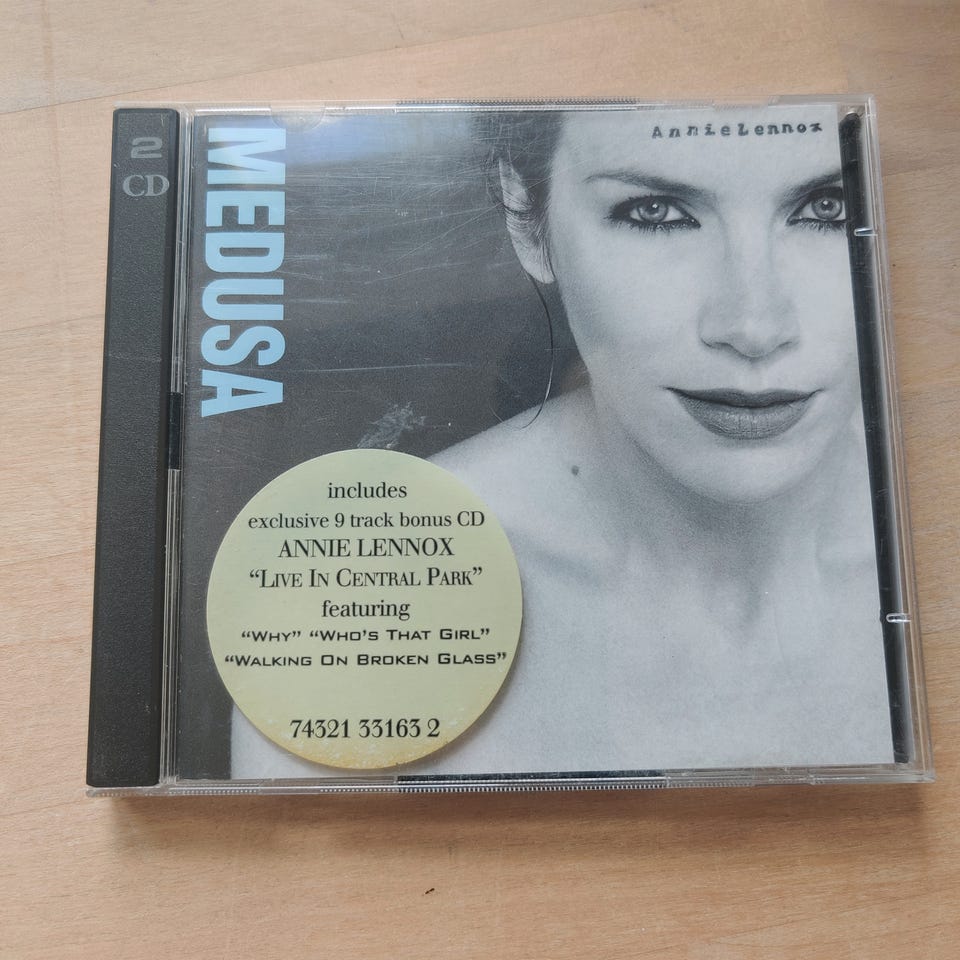 2
CD
MEDUSA
AnnieLennox
includes
exclusive 9 track bonus CD
ANNIE LENNOX
“LIVE IN CENTRAL PARK”
featuring
“WHY” “WHO'S THAT GIRL”
“WALKING ON BROKEN GLASS”
74321 33163 2